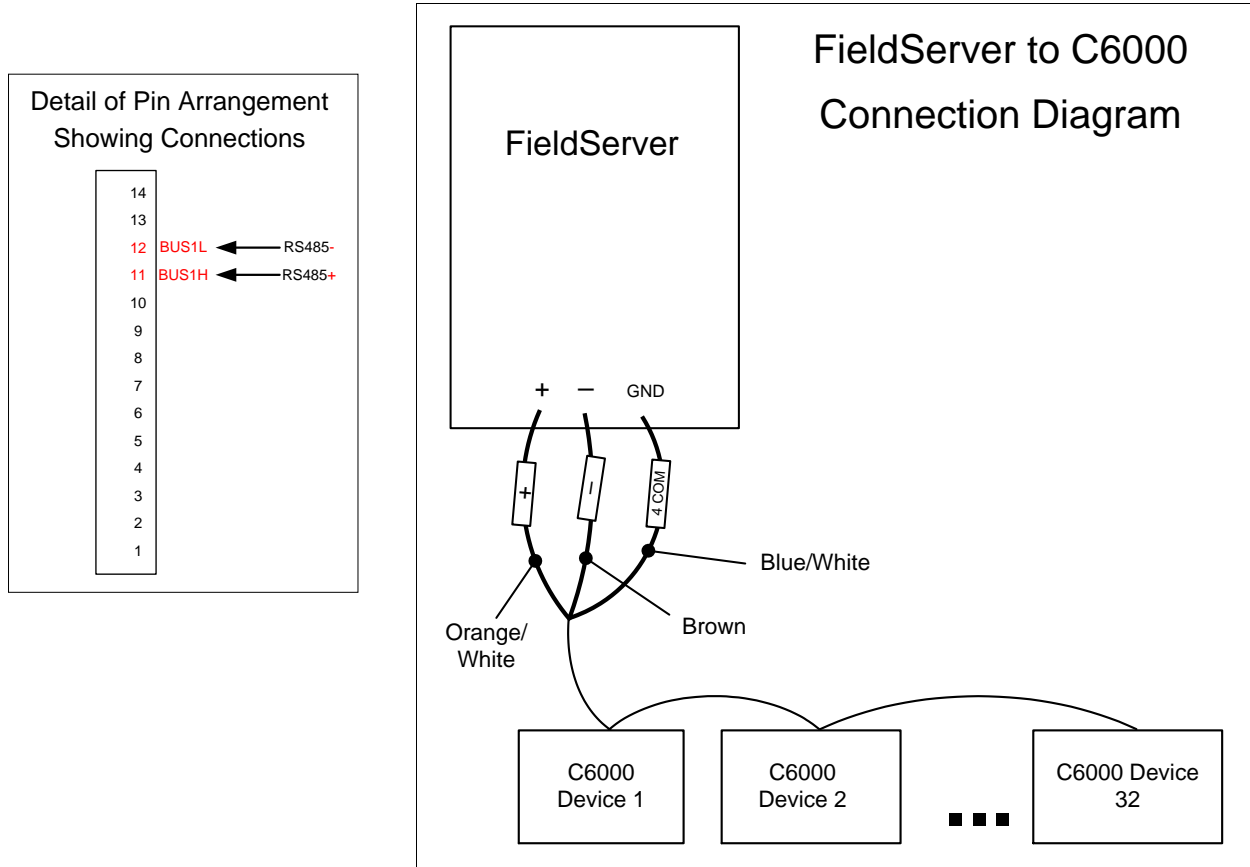 Detail of Pin Arrangement
Showing Connections
14
13
12 BUS1L RS485-
11 BUS1H RS485+
10
9
8
7
6
5
4
3
2
1
FieldServer to C6000
Connection Diagram
FieldServer
+ – GND
+ – 4 COM
Blue/White
Brown
Orange/
White
C6000
Device 1
C6000
Device 2
C6000 Device
32